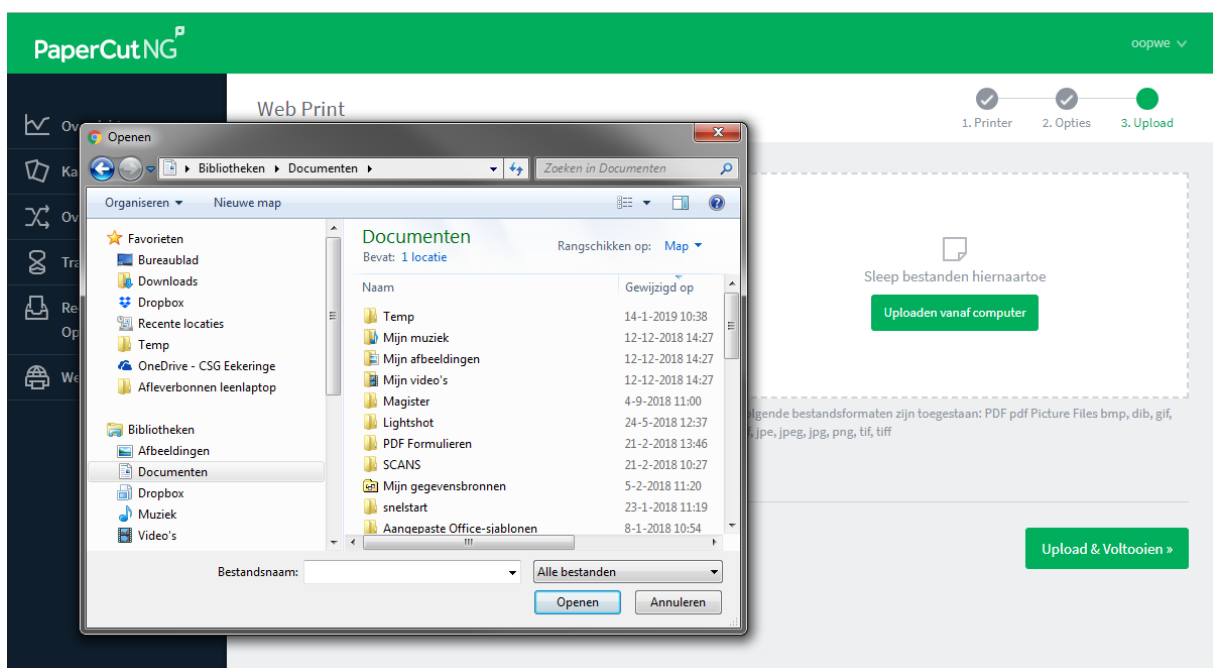 PaperCut NG
oopwe
Web Print
1. Printer
2. Opties
3. Upload
Ka
Ov
Tra
Re
Op
We
Openen
Bibliotheken
Documenten
Zoeken in Documenten
Organiseren
Nieuwe map
Favorieten
Bureaublad
Downloads
Dropbox
Recente locaties
Temp
OneDrive - CSG Eekeringe
Afleverbonnen leenlaptop
Bibliotheken
Afbeeldingen
Documenten
Dropbox
Muziek
Video's
Documenten
Bevat: 1 locatie
Rangschikken op: Map
Naam Gewijzigd op
Temp 14-1-2019 10:38
Mijn muziek 12-12-2018 14:27
Mijn afbeeldingen 12-12-2018 14:27
Mijn video's 12-12-2018 14:27
Magister 4-9-2018 11:00
Lightshot 24-5-2018 12:37
PDF Formulieren 21-2-2018 13:46
SCANS 21-2-2018 10:27
Mijn gegevensbronnen 5-2-2018 11:20
snelstart 23-1-2018 11:19
Aangepaste Office-sjablonen 8-1-2018 10:54
Bestandsnaam:
Alle bestanden
Openen
Annuleren
Sleep bestanden hiernaartoe
Uploaden vanaf computer
lgende bestandsformaten zijn toegestaan: PDF pdf Picture Files bmp, dib, gif,
, jpe, jpeg, jpg, png, tif, tiff
Upload & Voltooien »